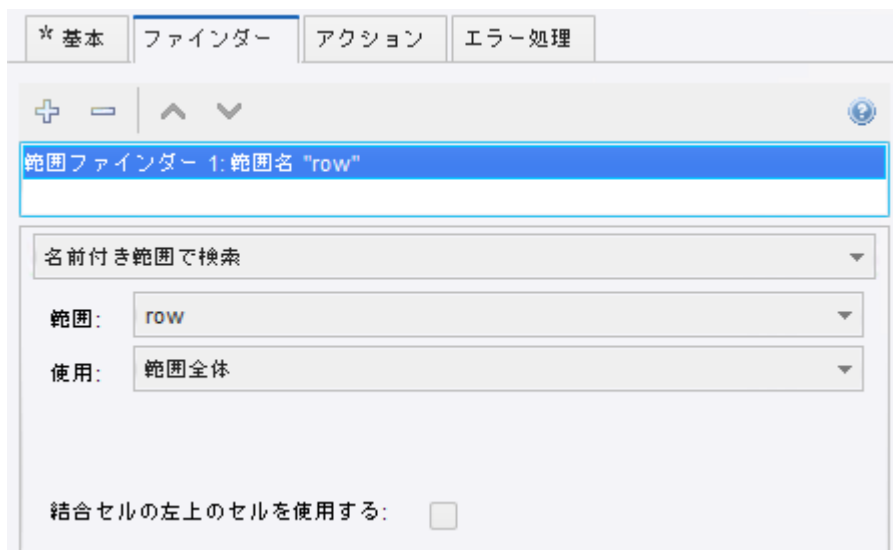 * 基本 ファインダー アクション エラー処理
範囲ファインダー 1: 範囲名 "row"
名前付き範囲で検索
範囲: row
使用: 範囲全体
結合セルの左上のセルを使用する: